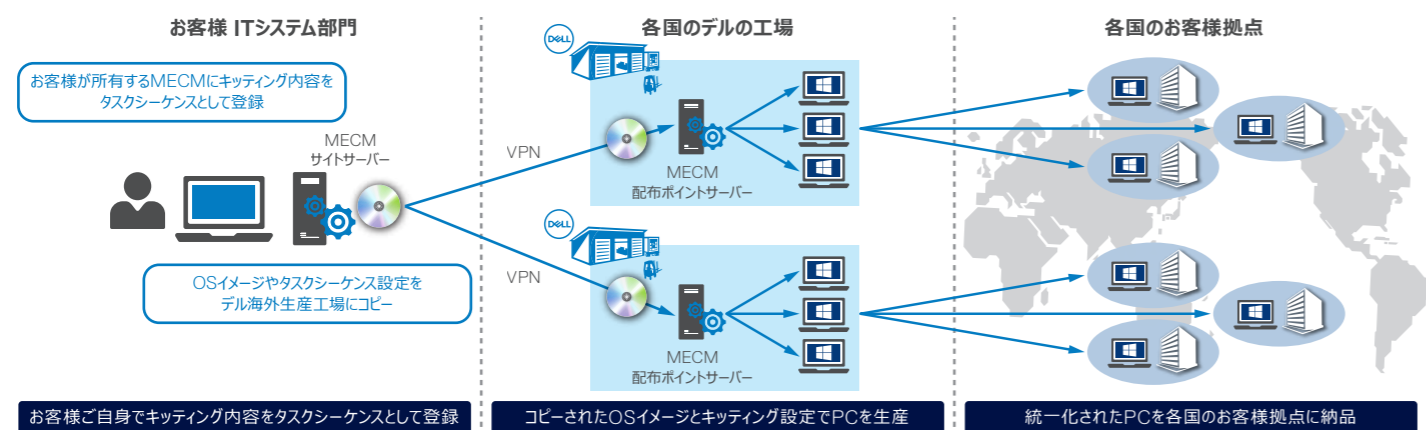 お客様 ITシステム部門
お客様が所有するMECMにキッティング内容を
タスクシーケンスとして登録
MECM
サイトサーバー
OSイメージやタスクシーケンス設定を
デル海外生産工場にコピー
お客様ご自身でキッティング内容をタスクシーケンスとして登録
各国のデルの工場
DELL
VPN
MECM
配布ポイントサーバー
DELL
VPN
MECM
配布ポイントサーバー
コピーされたOSイメージとキッティング設定でPCを生産
各国のお客様拠点
統一化されたPCを各国のお客様拠点に納品